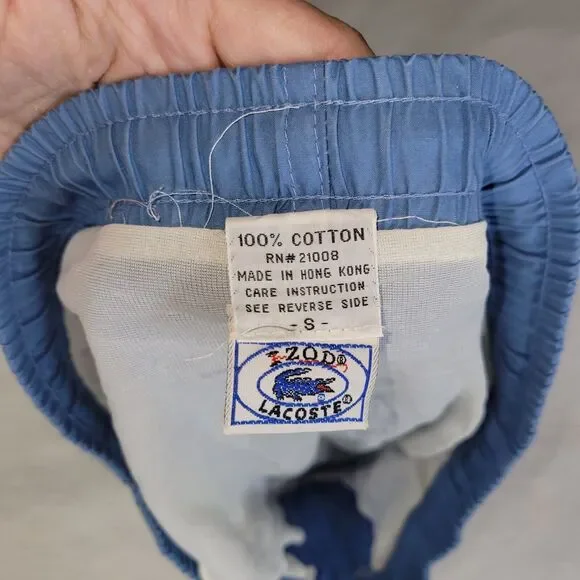 100% COTTON
RN# 21008
MADE IN HONG KONG
CARE INSTRUCTION
SEE REVERSE SIDE
- S -
IZOD®
LACOSTE®